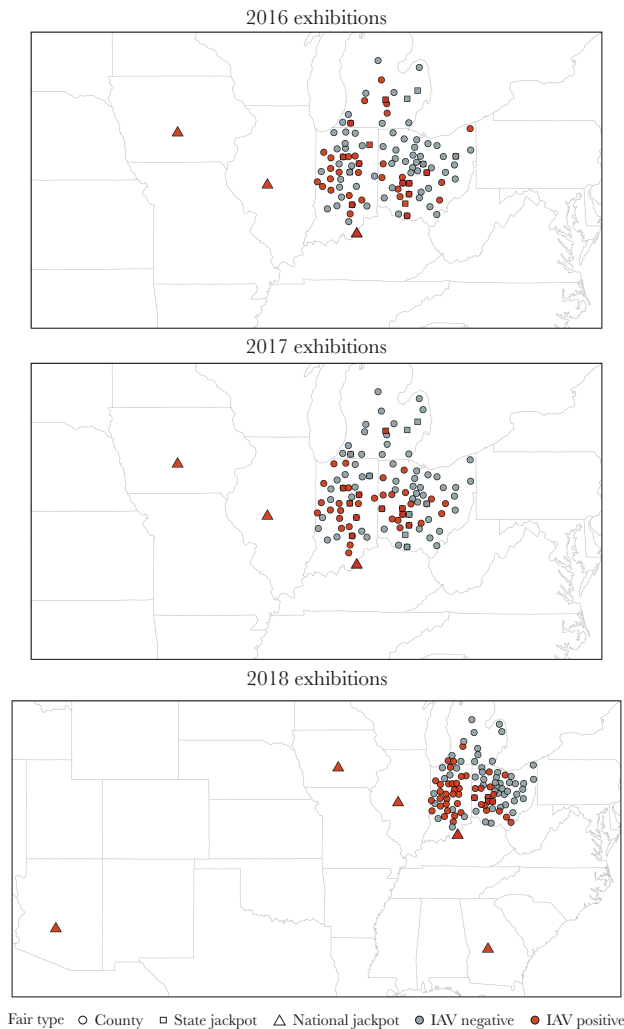 2016 exhibitions
2017 exhibitions
2018 exhibitions
Fair type County State jackpot National jackpot IAV negative IAV positive